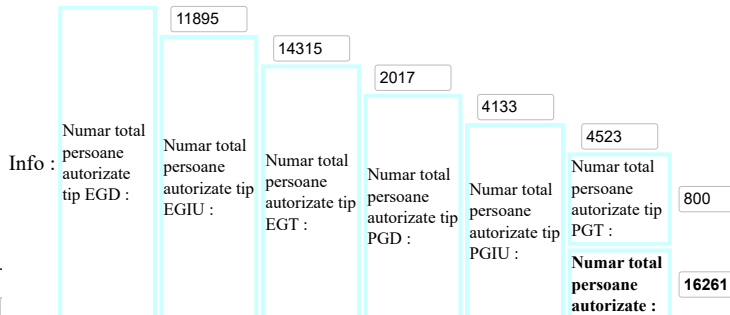 Info :
Numar total
persoane
autorizate
tip EGD :
11895
Numar total
persoane
autorizate tip
EGIU :
14315
Numar total
persoane
autorizate tip
EGT :
2017
Numar total
persoane
autorizate tip
PGD :
4133
Numar total
persoane
autorizate tip
PGIU :
4523
Numar total
persoane
autorizate tip
PGT :
800
Numar total
persoane
autorizate :
16261